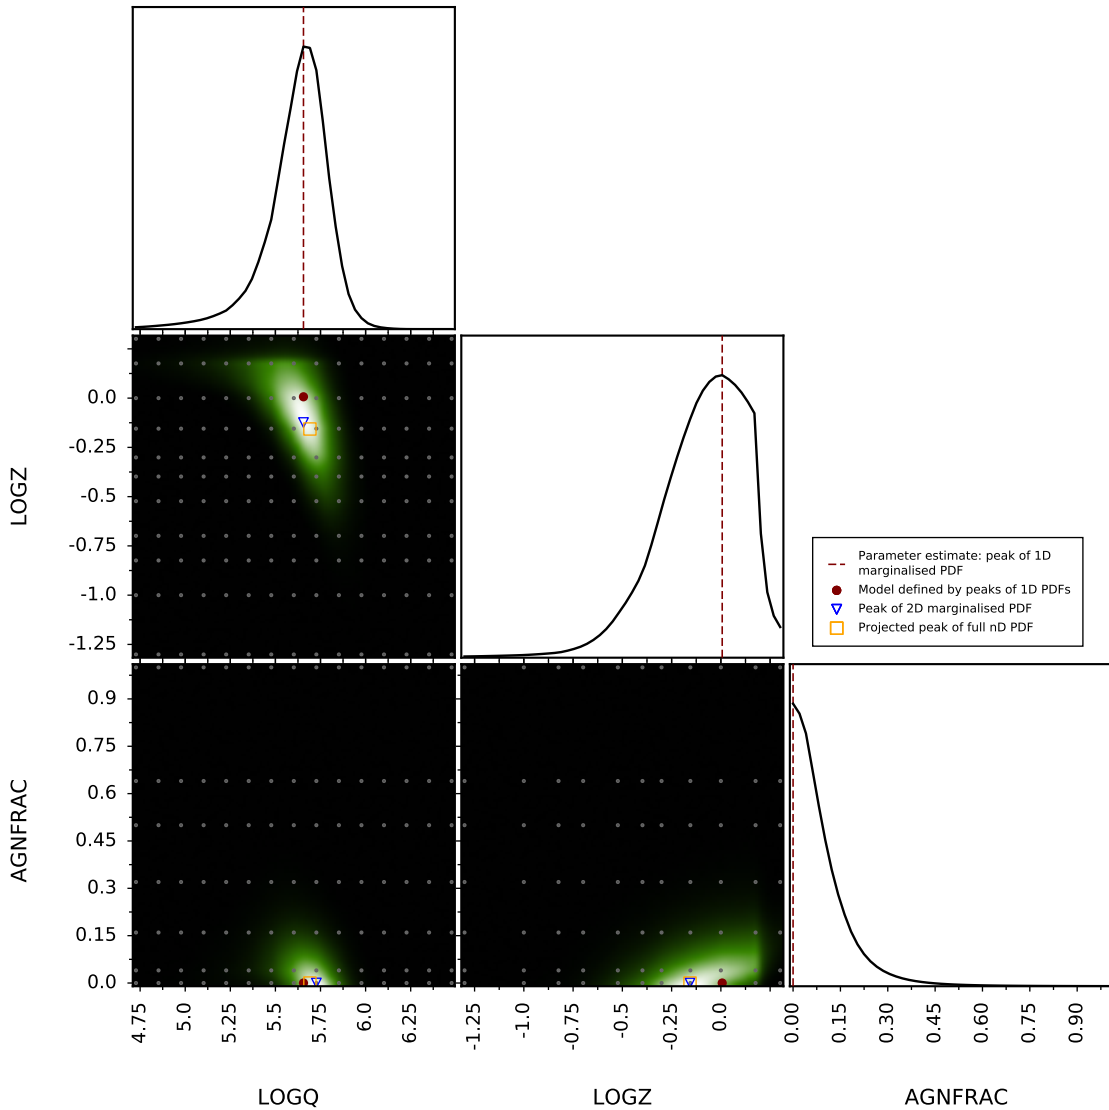 LOGZ
0.0
-0.25
-0.5
-0.75
-1.0
-1.25
Parameter estimate: peak of 1D
marginalised PDF
Model defined by peaks of 1D PDFs
Peak of 2D marginalised PDF
Projected peak of full nD PDF
AGNFRAC
0.9
0.75
0.6
0.45
0.3
0.15
0.0
4.75 5.0 5.25 5.5 5.75 6.0 6.25
-1.25 -1.0 -0.75 -0.5 -0.25 0.0
0.00 0.15 0.30 0.45 0.60 0.75 0.90
LOGQ LOGZ AGNFRAC